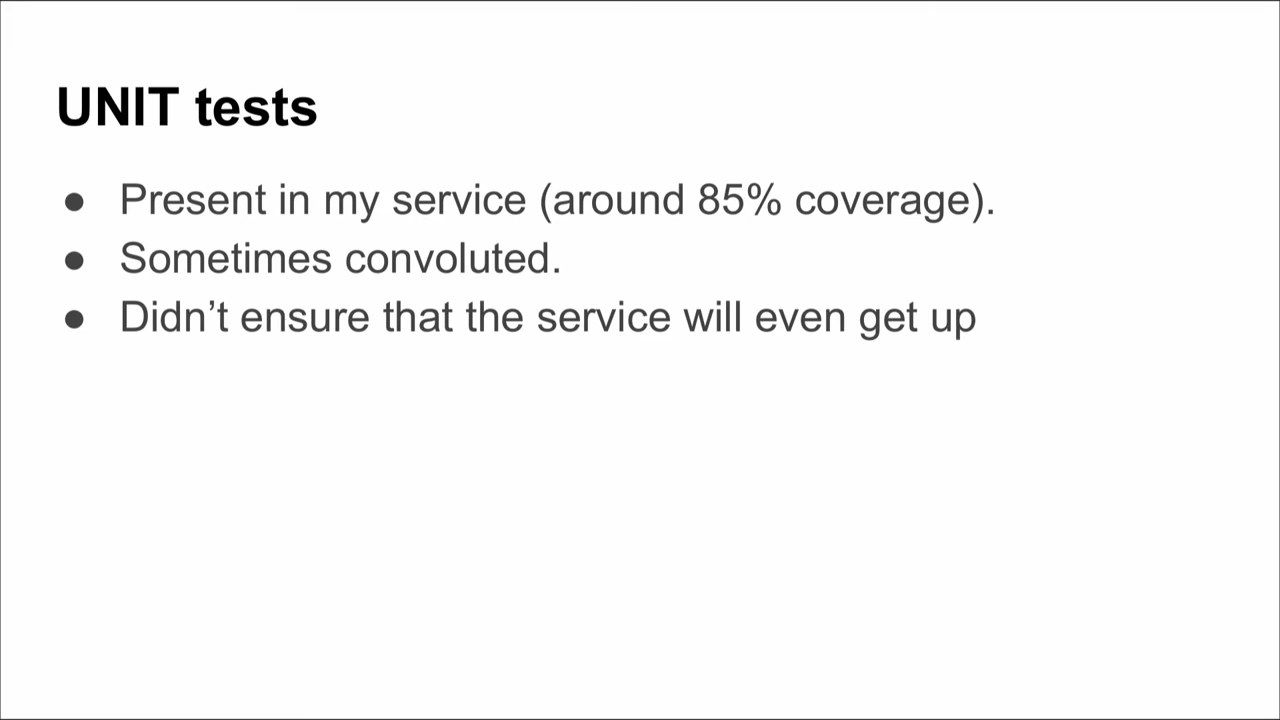 UNIT tests
● Present in my service (around 85% coverage).
● Sometimes convoluted.
● Didn’t ensure that the service will even get up